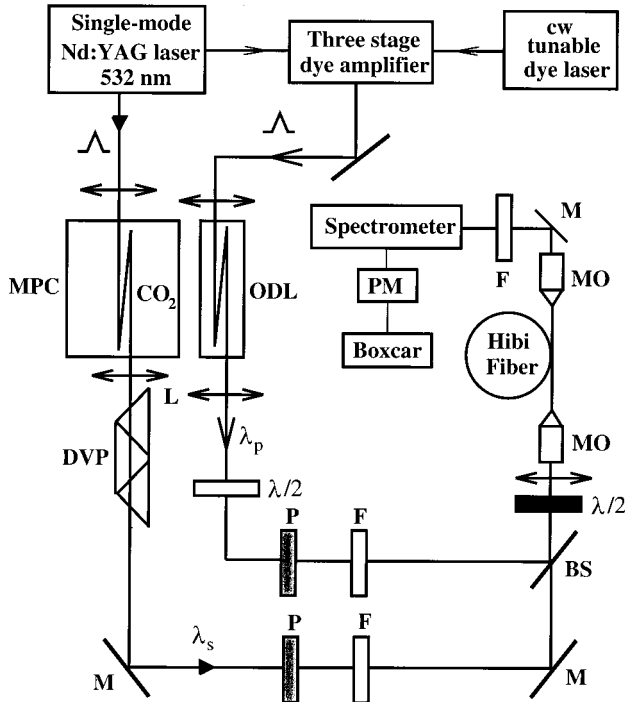 Single-mode
Nd:YAG laser
532 nm
Three stage
dye amplifier
cw
tunable
dye laser
MPC
CO2
ODL
Spectrometer
F
M
PM
Boxcar
MO
Hibi
Fiber
L
DVP
λp
λ/2
MO
λ/2
P
F
BS
λs
P
F
M
M